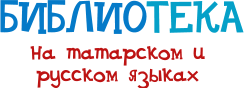 БИБЛИОТЕКА
На татарском и
русском языках